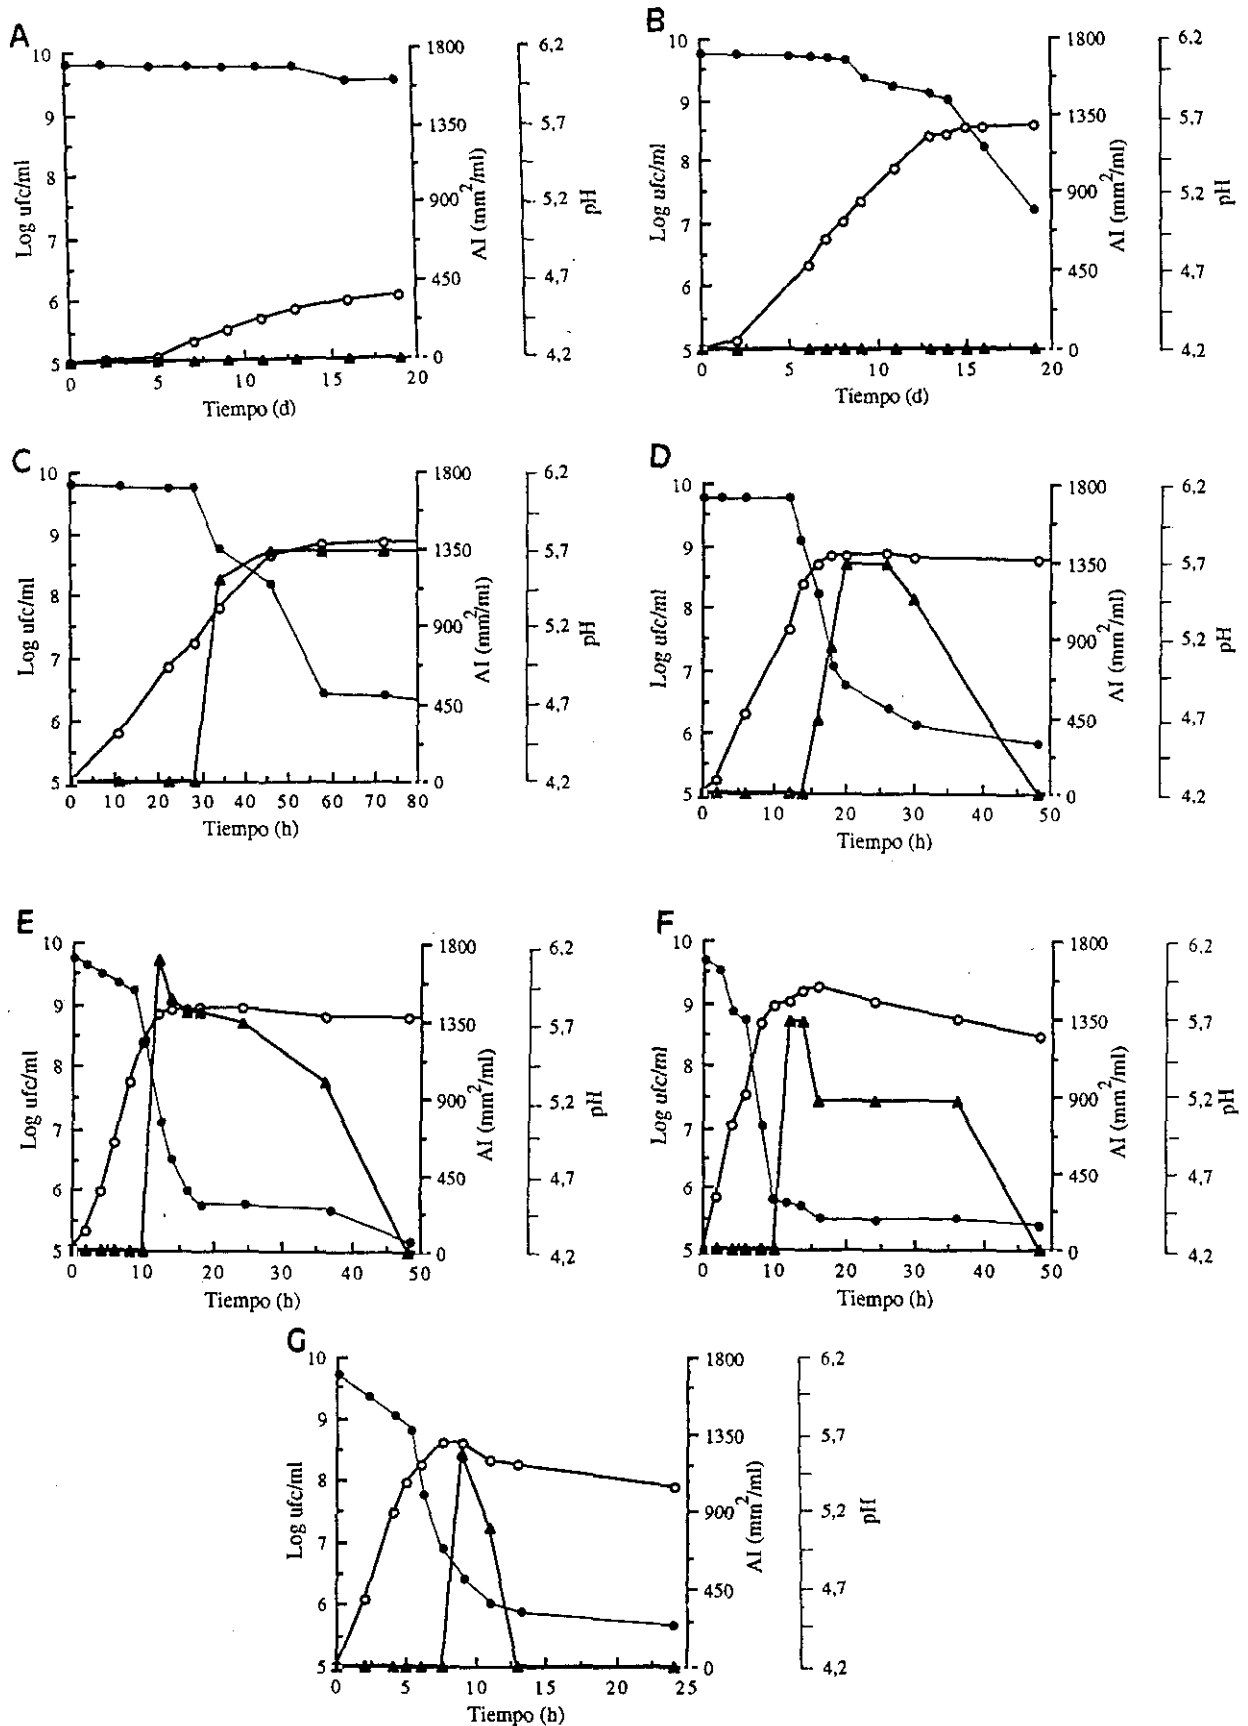 A
10
9
8
7
6
5
Log ufc/ml
0 5 10 15 20
Tiempo (d)
1800
1350
900
450
0
AI (mm²/ml)
6,2
5,7
5,2
4,7
4,2
pH
B
10
9
8
7
6
5
Log ufc/ml
0 5 10 15 20
Tiempo (d)
1800
1350
900
450
0
AI (mm²/ml)
6,2
5,7
5,2
4,7
4,2
pH
C
10
9
8
7
6
5
Log ufc/ml
0 10 20 30 40 50 60 70 80
Tiempo (h)
1800
1350
900
450
0
AI (mm²/ml)
6,2
5,7
5,2
4,7
4,2
pH
D
10
9
8
7
6
5
Log ufc/ml
0 10 20 30 40 50
Tiempo (h)
1800
1350
900
450
0
AI (mm²/ml)
6,2
5,7
5,2
4,7
4,2
pH
E
10
9
8
7
6
5
Log ufc/ml
0 10 20 30 40 50
Tiempo (h)
1800
1350
900
450
0
AI (mm²/ml)
6,2
5,7
5,2
4,7
4,2
pH
F
10
9
8
7
6
5
Log ufc/ml
0 10 20 30 40 50
Tiempo (h)
1800
1350
900
450
0
AI (mm²/ml)
6,2
5,7
5,2
4,7
4,2
pH
G
10
9
8
7
6
5
Log ufc/ml
0 5 10 15 20 25
Tiempo (h)
1800
1350
900
450
0
AI (mm²/ml)
6,2
5,7
5,2
4,7
4,2
pH